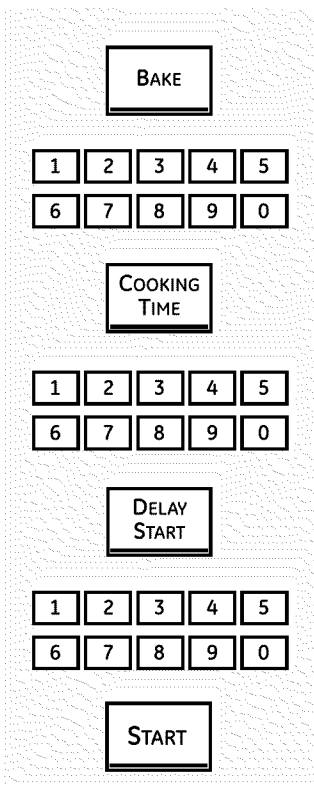 BAKE
1 2 3 4 5
6 7 8 9 0
COOKING
TIME
1 2 3 4 5
6 7 8 9 0
DELAY
START
1 2 3 4 5
6 7 8 9 0
START